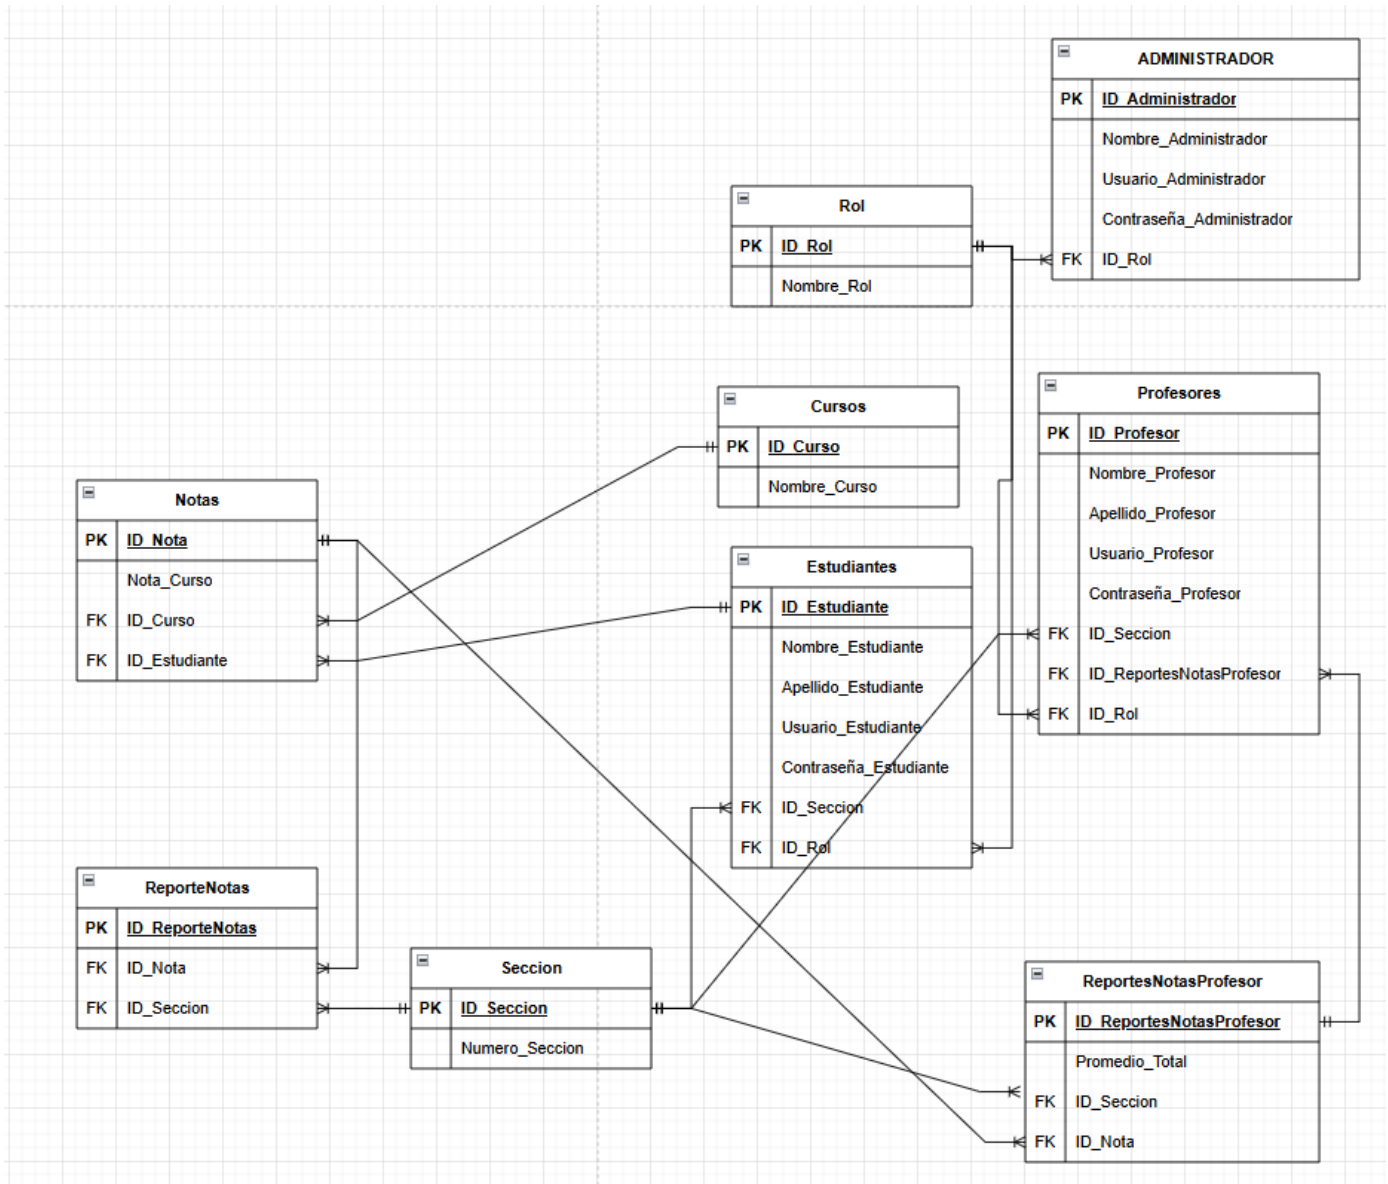 ADMINISTRADOR
PK ID_Administrador
Nombre_Administrador
Usuario_Administrador
Contraseña_Administrador
FK ID_Rol
Rol
PK ID_Rol
Nombre_Rol
Cursos
PK ID_Curso
Nombre_Curso
Profesores
PK ID_Profesor
Nombre_Profesor
Apellido_Profesor
Usuario_Profesor
Contraseña_Profesor
FK ID_Seccion
FK ID_ReportesNotasProfesor
FK ID_Rol
Notas
PK ID_Nota
Nota_Curso
FK ID_Curso
FK ID_Estudiante
Estudiantes
PK ID_Estudiante
Nombre_Estudiante
Apellido_Estudiante
Usuario_Estudiante
Contraseña_Estudiante
FK ID_Seccion
FK ID_Rol
ReporteNotas
PK ID_ReporteNotas
FK ID_Nota
FK ID_Seccion
Seccion
PK ID_Seccion
Numero_Seccion
ReportesNotasProfesor
PK ID_ReportesNotasProfesor
Promedio_Total
FK ID_Seccion
FK ID_Nota